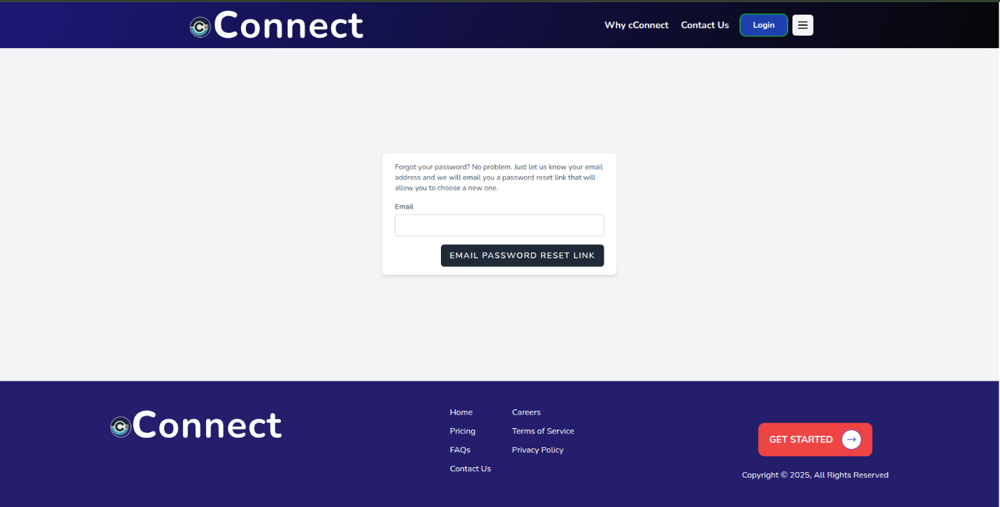 Connect
Why cConnect
Contact Us
Login
Forgot your password? No problem. Just let us know your email
address and we will email you a password reset link that will
allow you to choose a new one.
Email
EMAIL PASSWORD RESET LINK
Connect
Home
Pricing
FAQs
Contact Us
Careers
Terms of Service
Privacy Policy
GET STARTED
Copyright © 2025, All Rights Reserved